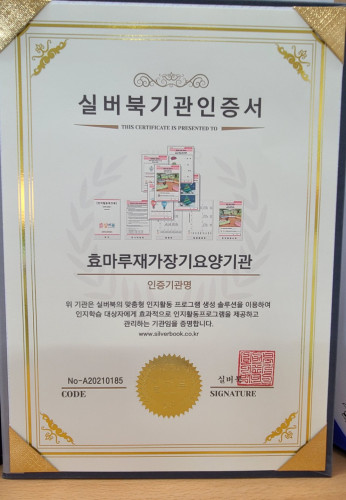 실버북기관인증서
THIS CERTIFICATE IS PRESENTED TO
효마루재가장기요양기관
인증기관명
위 기관은 실버북의 맞춤형 인지활동 프로그램 생성 솔루션을 이용하여
인지학습 대상자에게 효과적으로 인지활동프로그램을 제공하고
관리하는 기관임을 증명합니다.
www.silverbook.co.kr
No-A20210185
CODE
실버북
SIGNATURE